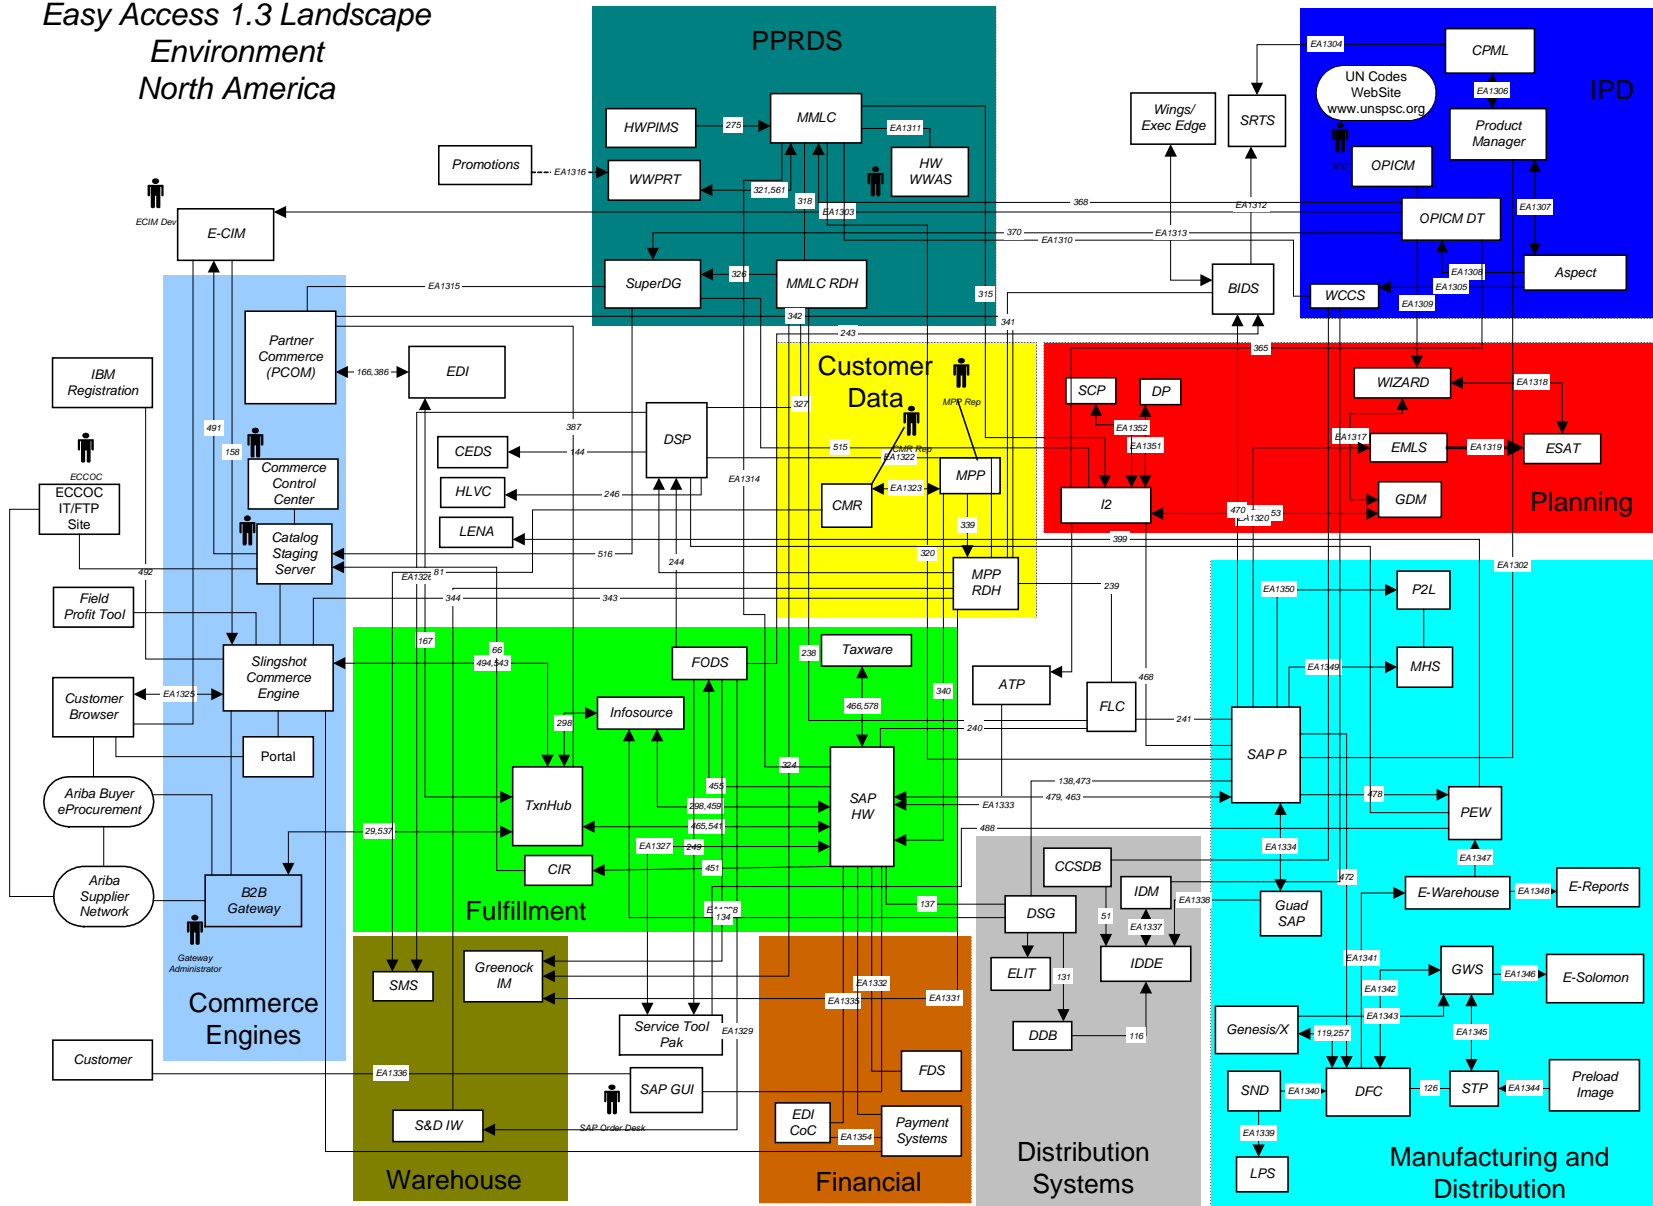 Easy Access 1.3 Landscape
Environment
North America
PPRDS
IPD
CPML
EA1304
UN Codes
WebSite
www.unspsc.org
EA1306
Product
Manager
Wings/
Exec Edge
SRTS
HWPIMS
275
MMLC
EA1311
HW
WWAS
IPD
OPICM
Promotions
EA1316
WWPRT
321,561
318
EA1303
368
EA1312
OPICM DT
EA1307
ECIM Dev
E-CIM
370
EA1310
EA1313
EA1308
Aspect
SuperDG
326
MMLC RDH
315
BIDS
EA1305
WCCS
EA1309
EA1315
342
341
243
365
Partner
Commerce
(PCOM)
166,386
EDI
Customer
Data
MPP Rep
SCP
DP
WIZARD
EA1318
IBM
Registration
327
DSP
CMR Rep
EA1352
EA1351
EA1317
EMLS
EA1319
ESAT
491
158
387
144
CEDS
515
EA1322
MPP
ECCOC
ECCOC
IT/FTP
Site
Commerce
Control
Center
HLVC
246
EA1314
CMR
EA1323
I2
470
EA1320
53
GDM
Planning
Catalog
Staging
Server
LENA
339
399
516
244
320
492
EA1326
81
MPP
RDH
239
EA1302
EA1350
P2L
Field
Profit Tool
344
343
167
66
494,543
FODS
238
Taxware
Slingshot
Commerce
Engine
EA1325
Customer
Browser
Portal
298
Infosource
466,578
340
ATP
FLC
468
EA1349
MHS
240
241
SAP P
324
Ariba Buyer
eProcurement
TxnHub
455
298,459
SAP
HW
138,473
479, 463
EA1333
478
PEW
29,537
465,541
EA1327
249
488
EA1334
EA1347
CIR
451
CCSDB
IDM
472
E-Warehouse
EA1348
E-Reports
Ariba
Supplier
Network
B2B
Gateway
Fulfillment
134
137
DSG
51
EA1337
EA1338
Guad
SAP
Gateway
Administrator
SMS
Greenock
IM
EA1332
EA1335
EA1331
ELIT
131
IDDE
EA1341
EA1342
GWS
EA1346
E-Solomon
Commerce
Engines
Service Tool
Pak
EA1329
DDB
116
Genesis/X
119,257
EA1343
EA1345
Customer
EA1336
SAP GUI
FDS
SND
EA1340
DFC
126
STP
EA1344
Preload
Image
S&D IW
SAP Order Desk
EDI
CoC
EA1354
Payment
Systems
EA1339
LPS
Warehouse
Financial
Distribution
Systems
Manufacturing and
Distribution